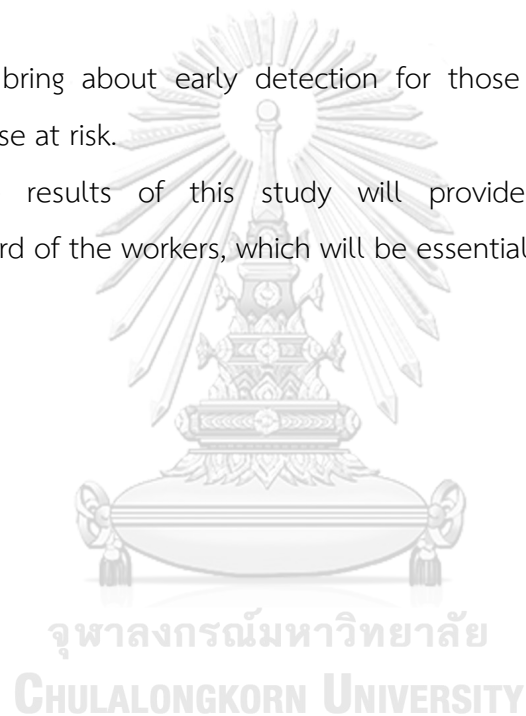 bring about early detection for those
se at risk.
results of this study will provide
rd of the workers, which will be essential
จุฬาลงกรณ์มหาวิทยาลัย
CHULALONGKORN UNIVERSITY